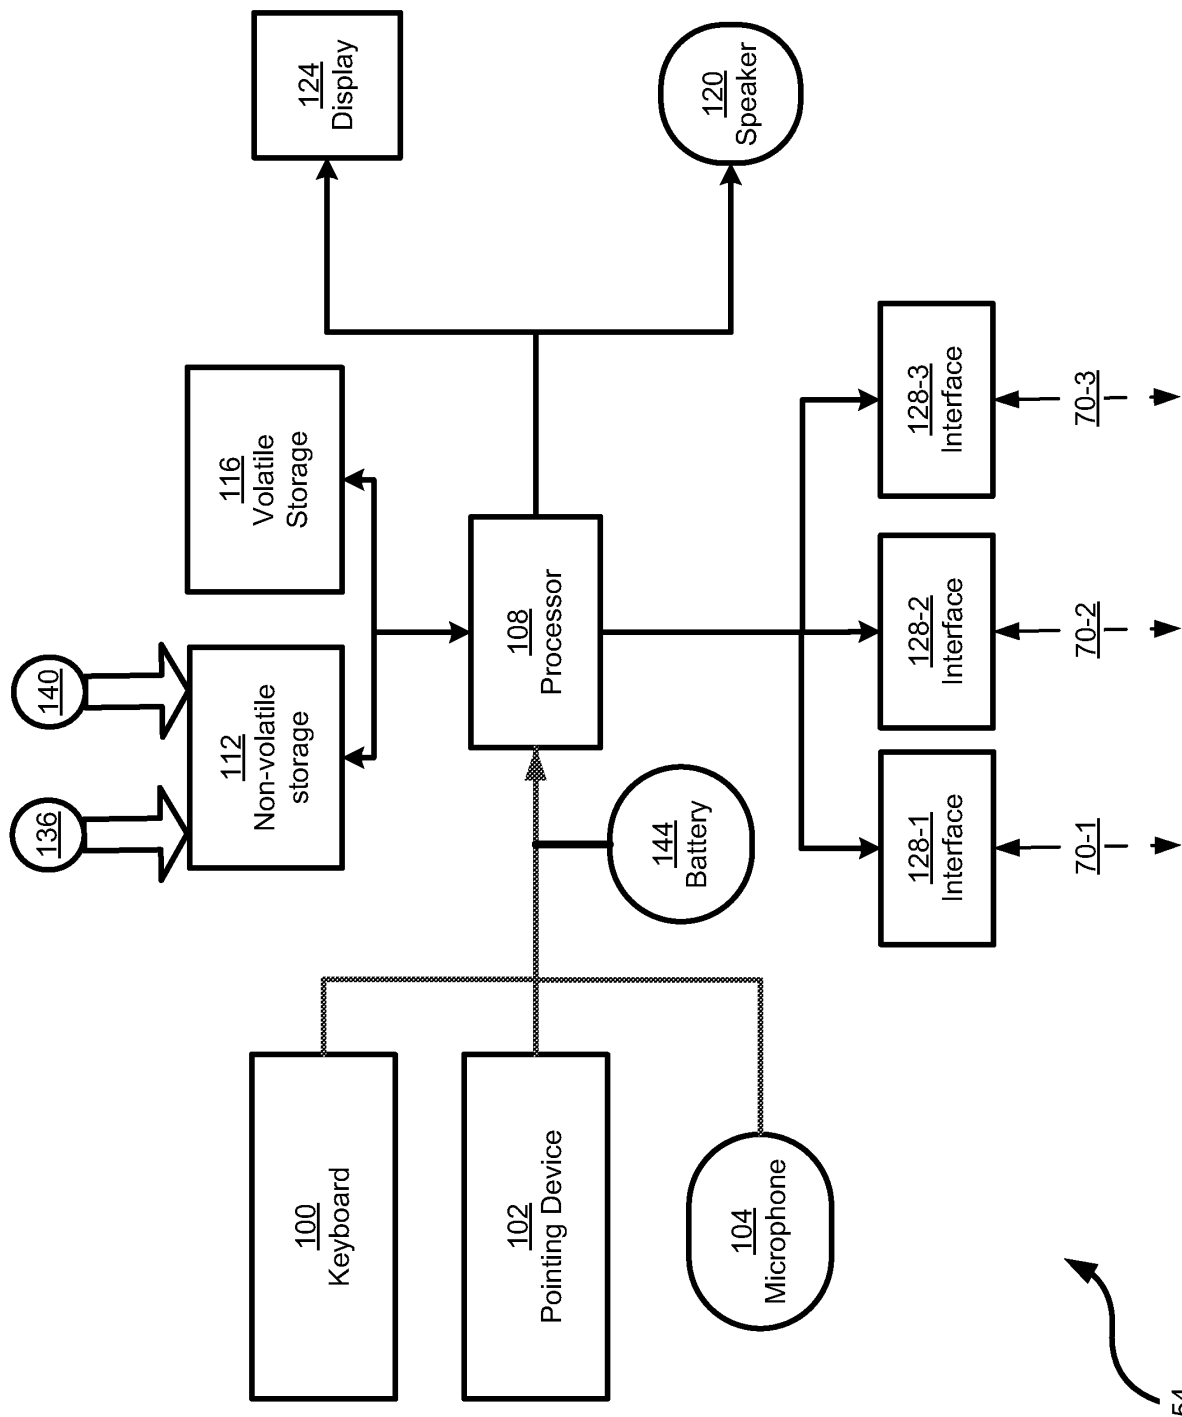 136
140
112
Non-volatile
storage
116
Volatile
Storage
124
Display
100
Keyboard
102
Pointing Device
104
Microphone
144
Battery
108
Processor
120
Speaker
128-1
Interface
128-2
Interface
128-3
Interface
70-1
70-2
70-3
54